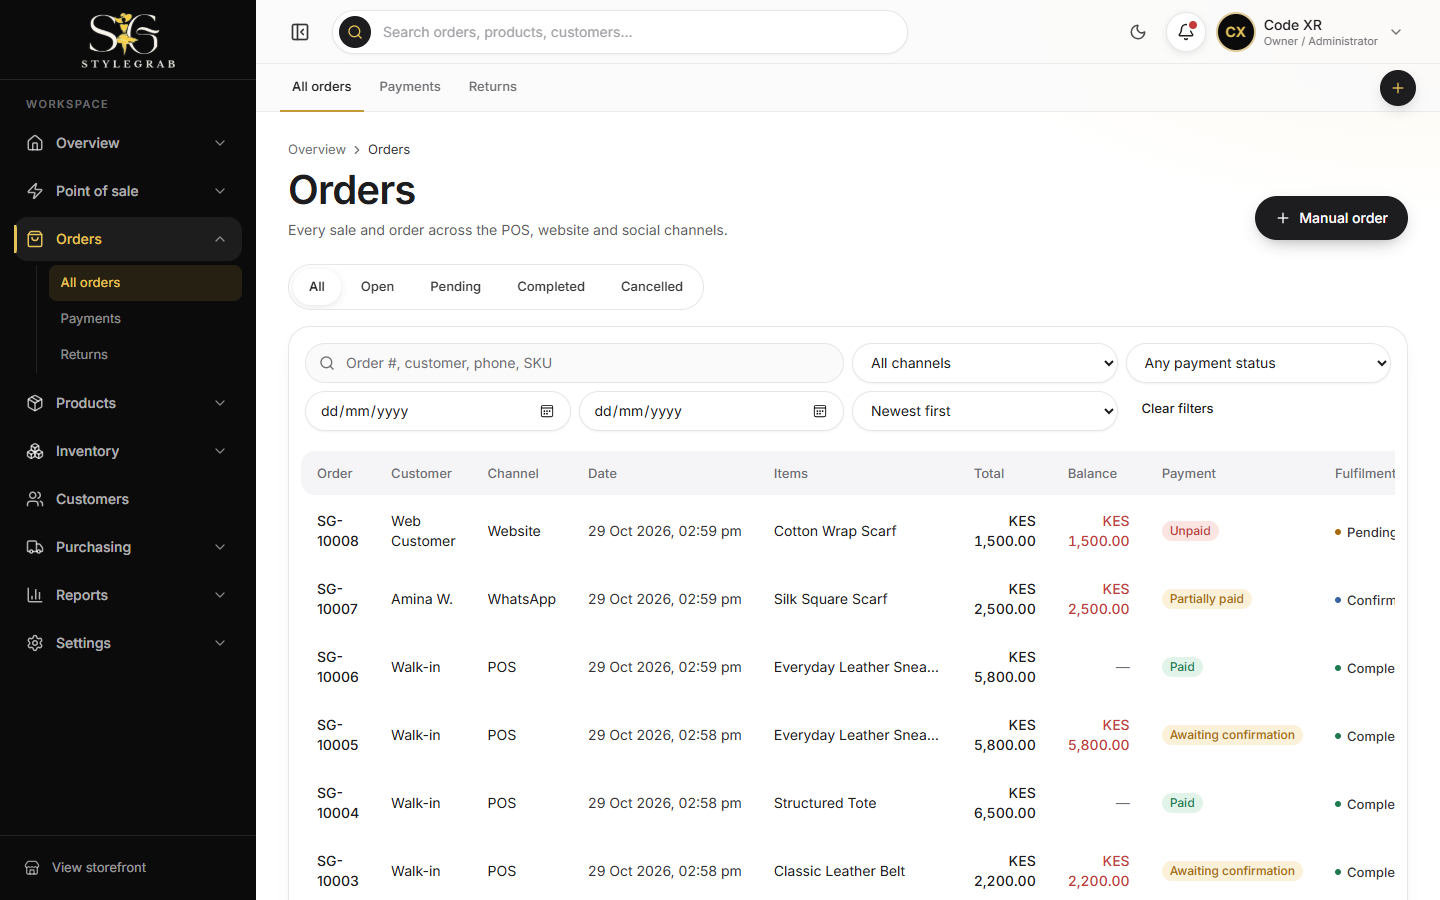 SG
STYLEGRAB
WORKSPACE
Overview
Point of sale
Orders
All orders
Payments
Returns
Products
Inventory
Customers
Purchasing
Reports
Settings
View storefront
Search orders, products, customers...
CX
Code XR
Owner / Administrator
All orders
Payments
Returns
Overview > Orders
Orders
Every sale and order across the POS, website and social channels.
+ Manual order
All
Open
Pending
Completed
Cancelled
Order #, customer, phone, SKU
All channels
Any payment status
dd/mm/yyyy
dd/mm/yyyy
Newest first
Clear filters
Order Customer Channel Date Items Total Balance Payment Fulfilment
SG-10008 Web Customer Website 29 Oct 2026, 02:59 pm Cotton Wrap Scarf KES 1,500.00 KES 1,500.00 Unpaid Pending
SG-10007 Amina W. WhatsApp 29 Oct 2026, 02:59 pm Silk Square Scarf KES 2,500.00 KES 2,500.00 Partially paid Confirm
SG-10006 Walk-in POS 29 Oct 2026, 02:59 pm Everyday Leather Snea... KES 5,800.00 — Paid Comple
SG-10005 Walk-in POS 29 Oct 2026, 02:58 pm Everyday Leather Snea... KES 5,800.00 KES 5,800.00 Awaiting confirmation Comple
SG-10004 Walk-in POS 29 Oct 2026, 02:58 pm Structured Tote KES 6,500.00 — Paid Comple
SG-10003 Walk-in POS 29 Oct 2026, 02:58 pm Classic Leather Belt KES 2,200.00 KES 2,200.00 Awaiting confirmation Comple